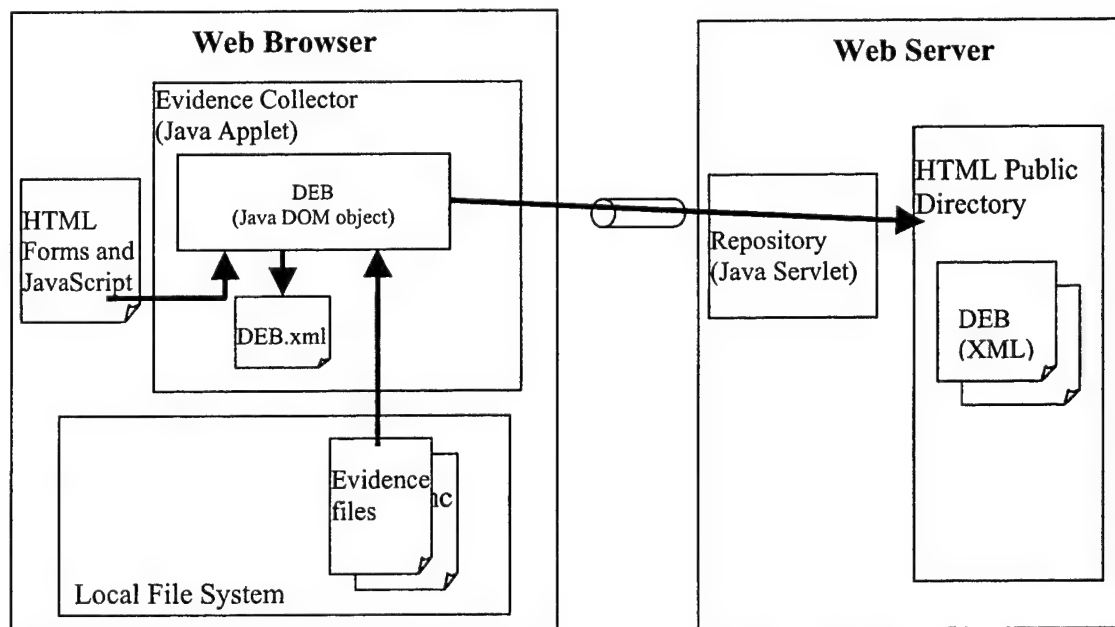 Web Browser
Evidence Collector
(Java Applet)
DEB
(Java DOM object)
HTML
Forms and
JavaScript
DEB.xml
Evidence
files
Local File System
Web Server
Repository
(Java Servlet)
HTML Public
Directory
DEB
(XML)